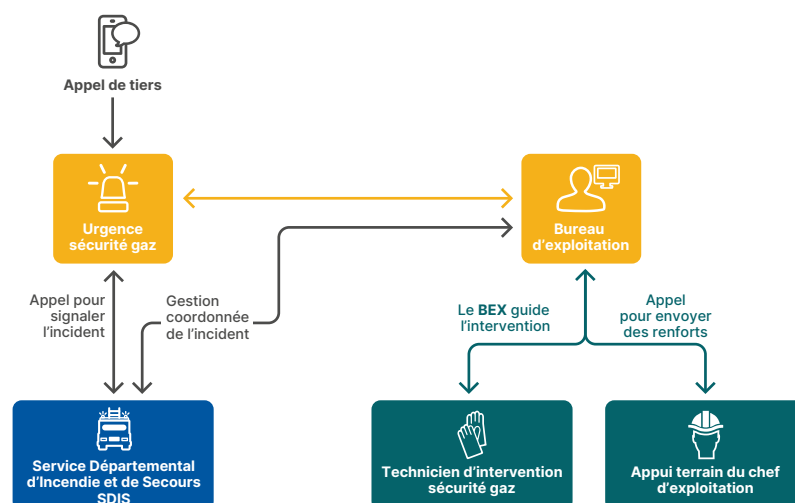 Appel de tiers
Urgence
sécurité gaz
Bureau
d'exploitation
Appel pour
signaler
l'incident
Gestion
coordonnée
de l'incident
Le BEX guide
l'intervention
Appel
pour envoyer
des renforts
Service Départemental
d'Incendie et de Secours
SDIS
Technicien d'intervention
sécurité gaz
Appui terrain du chef
d'exploitation